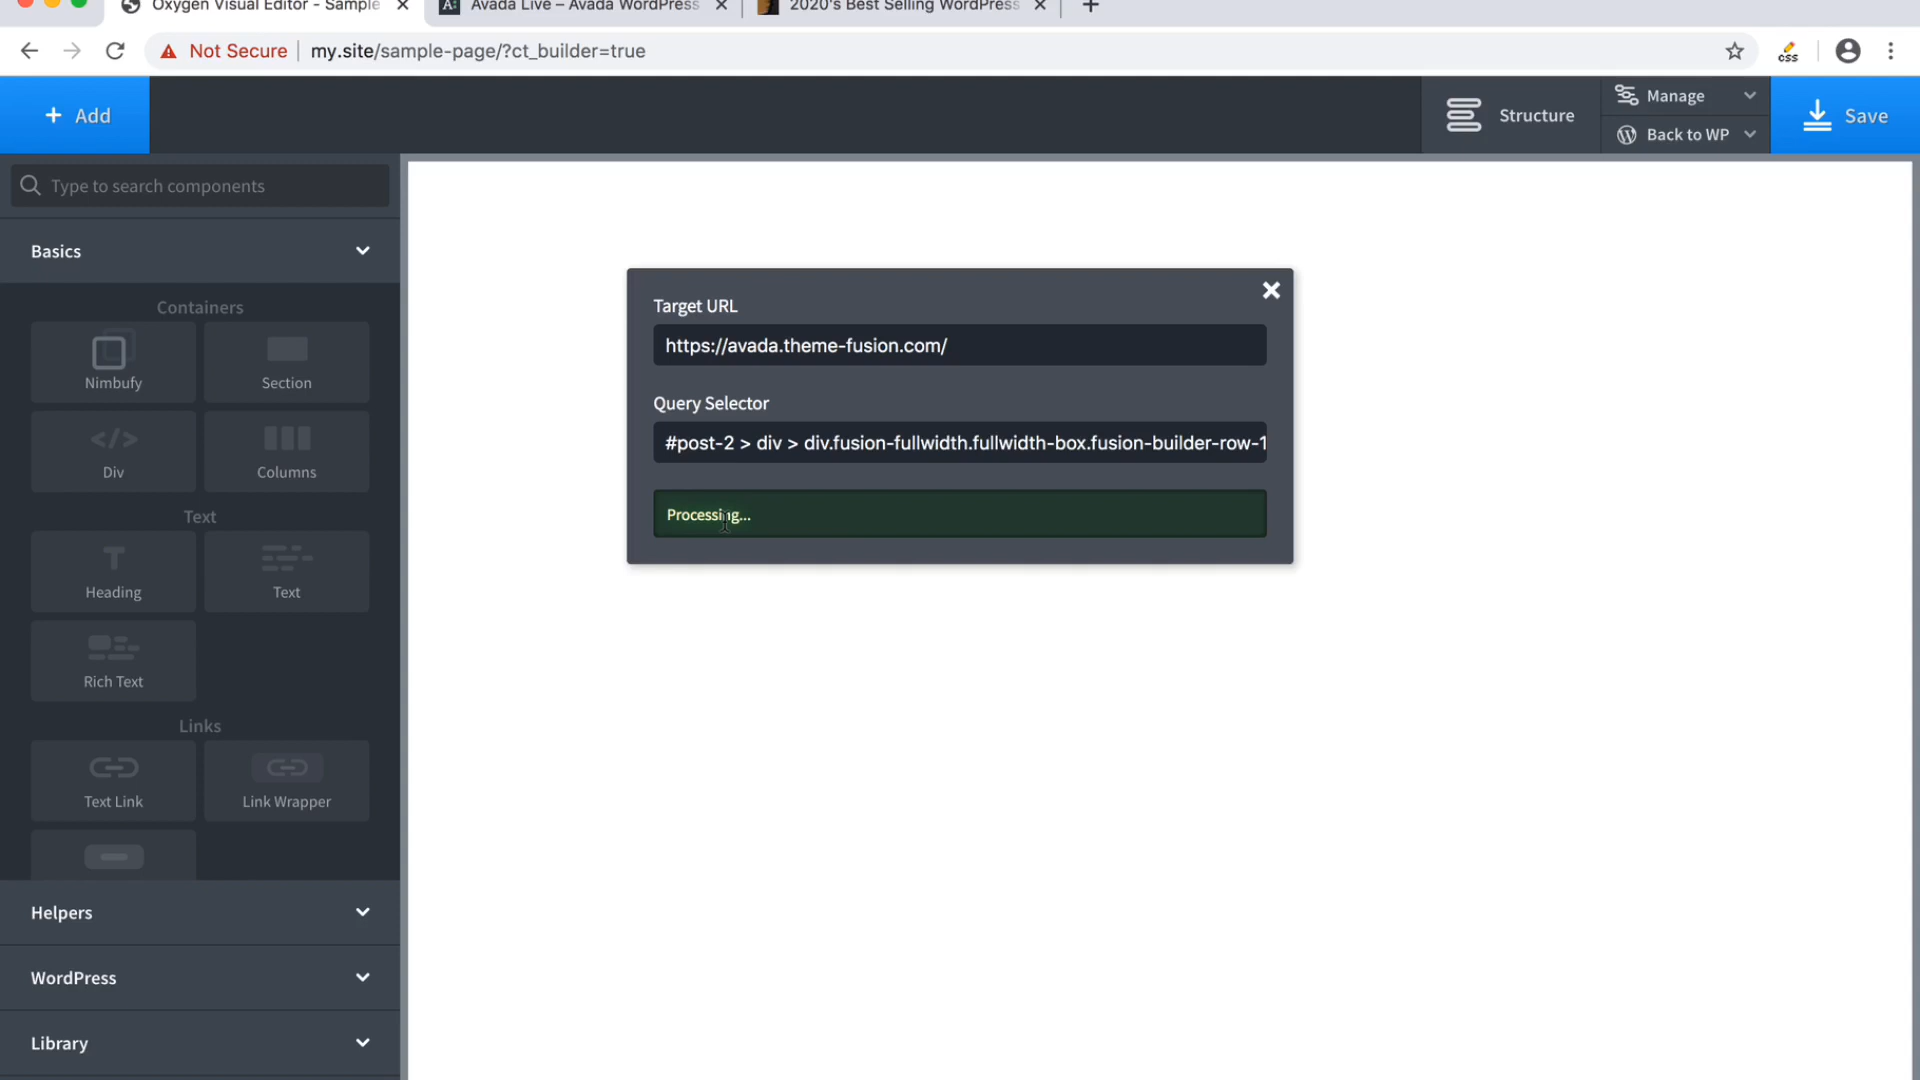 Oxygen Visual Editor - Sample
Avada Live – Avada WordPress
2020's Best Selling WordPress
Not Secure
my.site/sample-page/?ct_builder=true
css
+ Add
Structure
Manage
Back to WP
Save
Type to search components
Basics
Containers
Nimbufy
Section
Div
Columns
Text
Heading
Text
Rich Text
Links
Text Link
Link Wrapper
Helpers
WordPress
Library
Target URL
https://avada.theme-fusion.com/
Query Selector
#post-2 > div > div.fusion-fullwidth.fullwidth-box.fusion-builder-row-1
Processing...